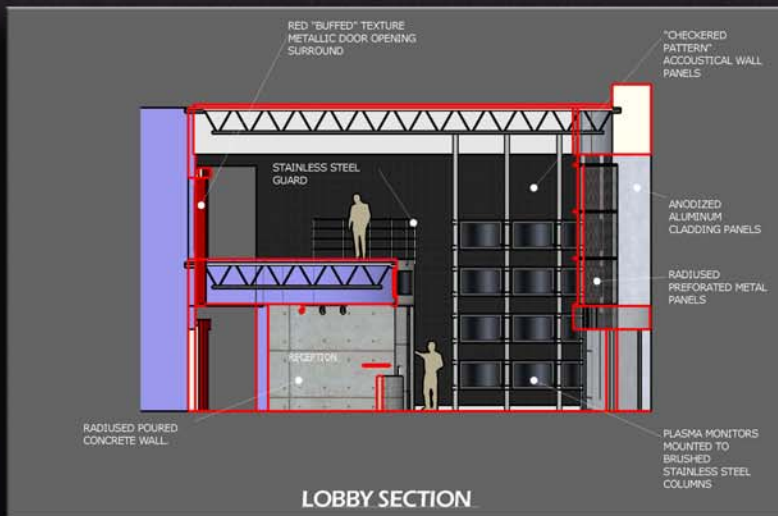 RED "BUFFED" TEXTURE
METALLIC DOOR OPENING
SURROUND
"CHECKERED
PATTERN"
ACCOUSTICAL WALL
PANELS
STAINLESS STEEL
GUARD
ANODIZED
ALUMINUM
CLADDING PANELS
RADIUSED
PREFORATED METAL
PANELS
RECEPTION
RADIUSED POURED
CONCRETE WALL.
PLASMA MONITORS
MOUNTED TO
BRUSHED
STAINLESS STEEL
COLUMNS
LOBBY SECTION